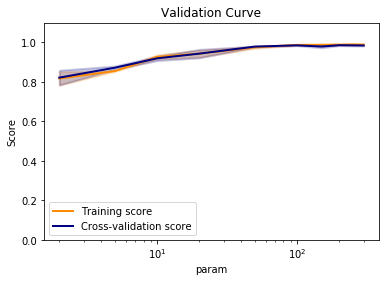 Validation Curve
1.0
0.8
0.6
0.4
0.2
0.0
Score
Training score
Cross-validation score
10¹
10²
param